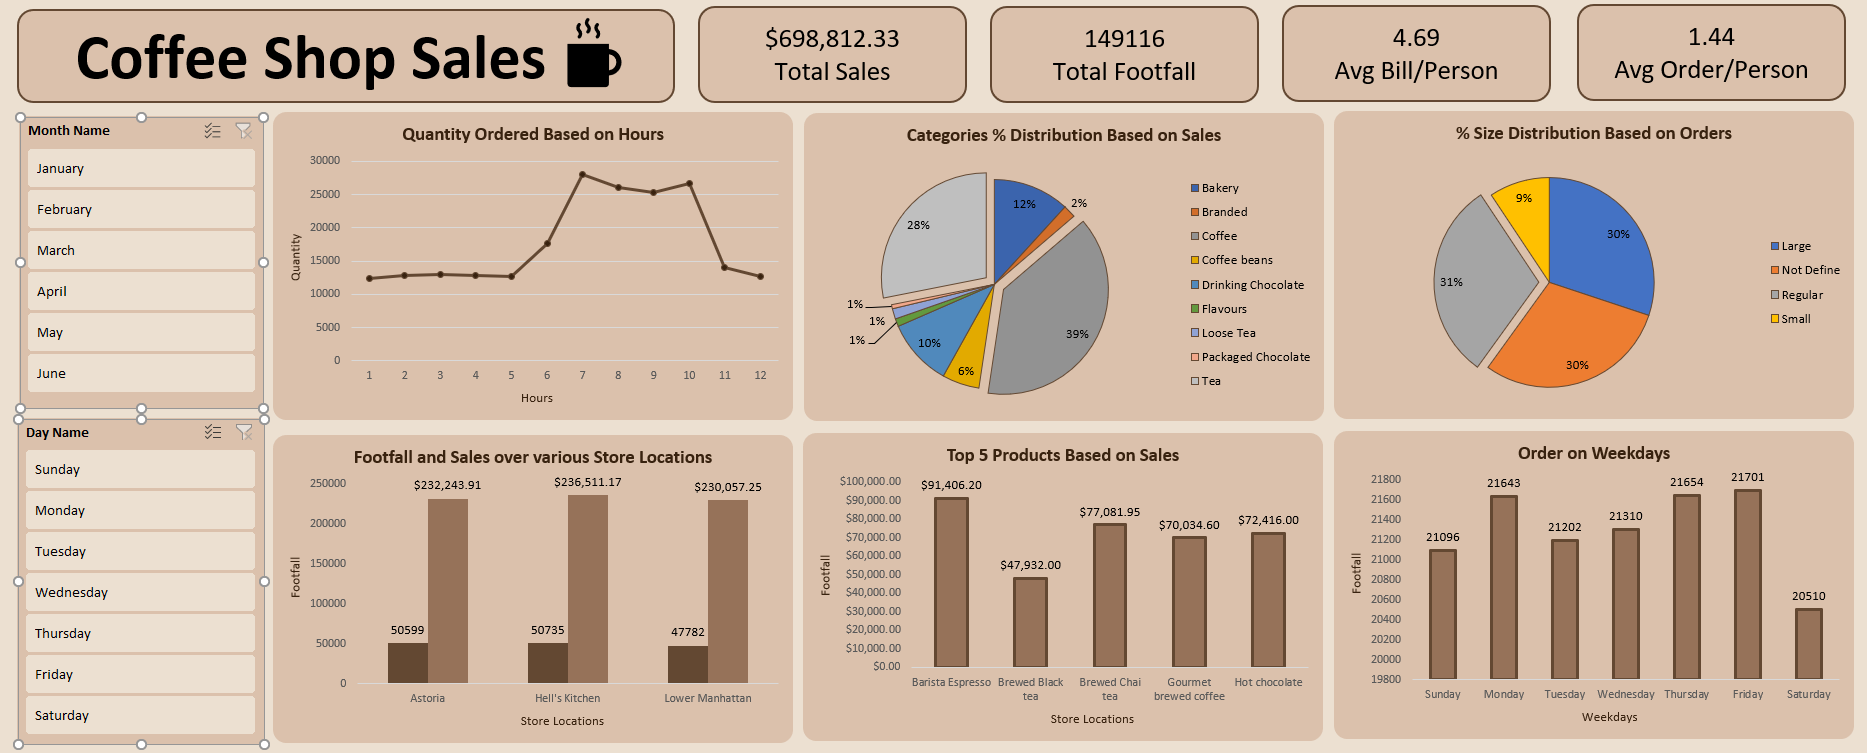 Coffee Shop Sales
$698,812.33
Total Sales
149116
Total Footfall
4.69
Avg Bill/Person
1.44
Avg Order/Person
Month Name
January
February
March
April
May
June
Day Name
Sunday
Monday
Tuesday
Wednesday
Thursday
Friday
Saturday
Quantity Ordered Based on Hours
Quantity
30000
25000
20000
15000
10000
5000
0
1 2 3 4 5 6 7 8 9 10 11 12
Hours
Categories % Distribution Based on Sales
12%
2%
39%
6%
10%
1%
1%
1%
28%
Bakery
Branded
Coffee
Coffee beans
Drinking Chocolate
Flavours
Loose Tea
Packaged Chocolate
Tea
% Size Distribution Based on Orders
30%
30%
31%
9%
Large
Not Define
Regular
Small
Footfall and Sales over various Store Locations
Footfall
250000
200000
150000
100000
50000
0
50599
$232,243.91
50735
$236,511.17
47782
$230,057.25
Astoria
Hell's Kitchen
Lower Manhattan
Store Locations
Top 5 Products Based on Sales
Footfall
$100,000.00
$90,000.00
$80,000.00
$70,000.00
$60,000.00
$50,000.00
$40,000.00
$30,000.00
$20,000.00
$10,000.00
$0.00
$91,406.20
$47,932.00
$77,081.95
$70,034.60
$72,416.00
Barista Espresso
Brewed Black
tea
Brewed Chai
tea
Gourmet
brewed coffee
Hot chocolate
Store Locations
Order on Weekdays
Footfall
21800
21600
21400
21200
21000
20800
20600
20400
20200
20000
19800
21096
21643
21202
21310
21654
21701
20510
Sunday
Monday
Tuesday
Wednesday
Thursday
Friday
Saturday
Weekdays